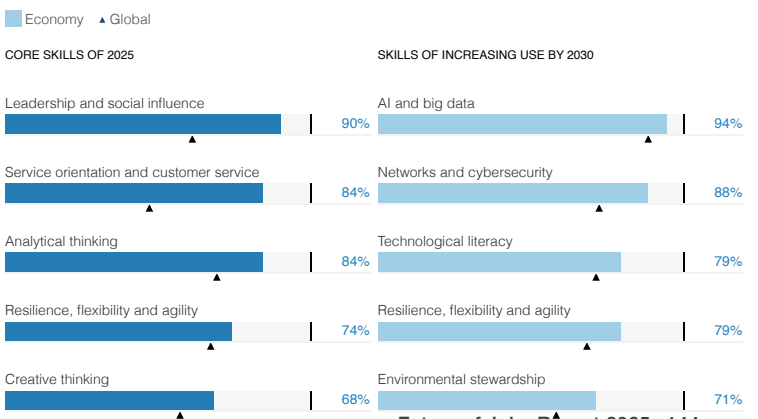 Economy ▲ Global
CORE SKILLS OF 2025
Leadership and social influence
90%
Service orientation and customer service
84%
Analytical thinking
84%
Resilience, flexibility and agility
74%
Creative thinking
68%
SKILLS OF INCREASING USE BY 2030
AI and big data
94%
Networks and cybersecurity
88%
Technological literacy
79%
Resilience, flexibility and agility
79%
Environmental stewardship
71%